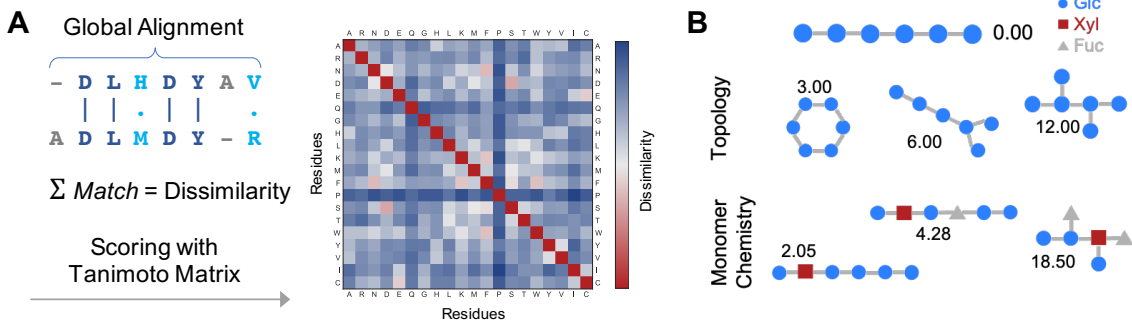 A
Global Alignment
– D L H D Y A V
| | . | | .
A D L M D Y – R
Σ Match = Dissimilarity
Scoring with
Tanimoto Matrix
A R N D E Q G H L K M F P S T W Y V I C
Residues
A
R
N
D
E
Q
G
H
L
K
M
F
P
S
T
W
Y
V
I
C
A
R
N
D
E
Q
G
H
L
K
M
F
P
S
T
W
Y
V
I
C
A R N D E Q G H L K M F P S T W Y V I C
Residues
Dissimilarity
B
Glc
Xyl
Fuc
0.00
Topology
3.00
6.00
12.00
Monomer
Chemistry
2.05
4.28
18.50